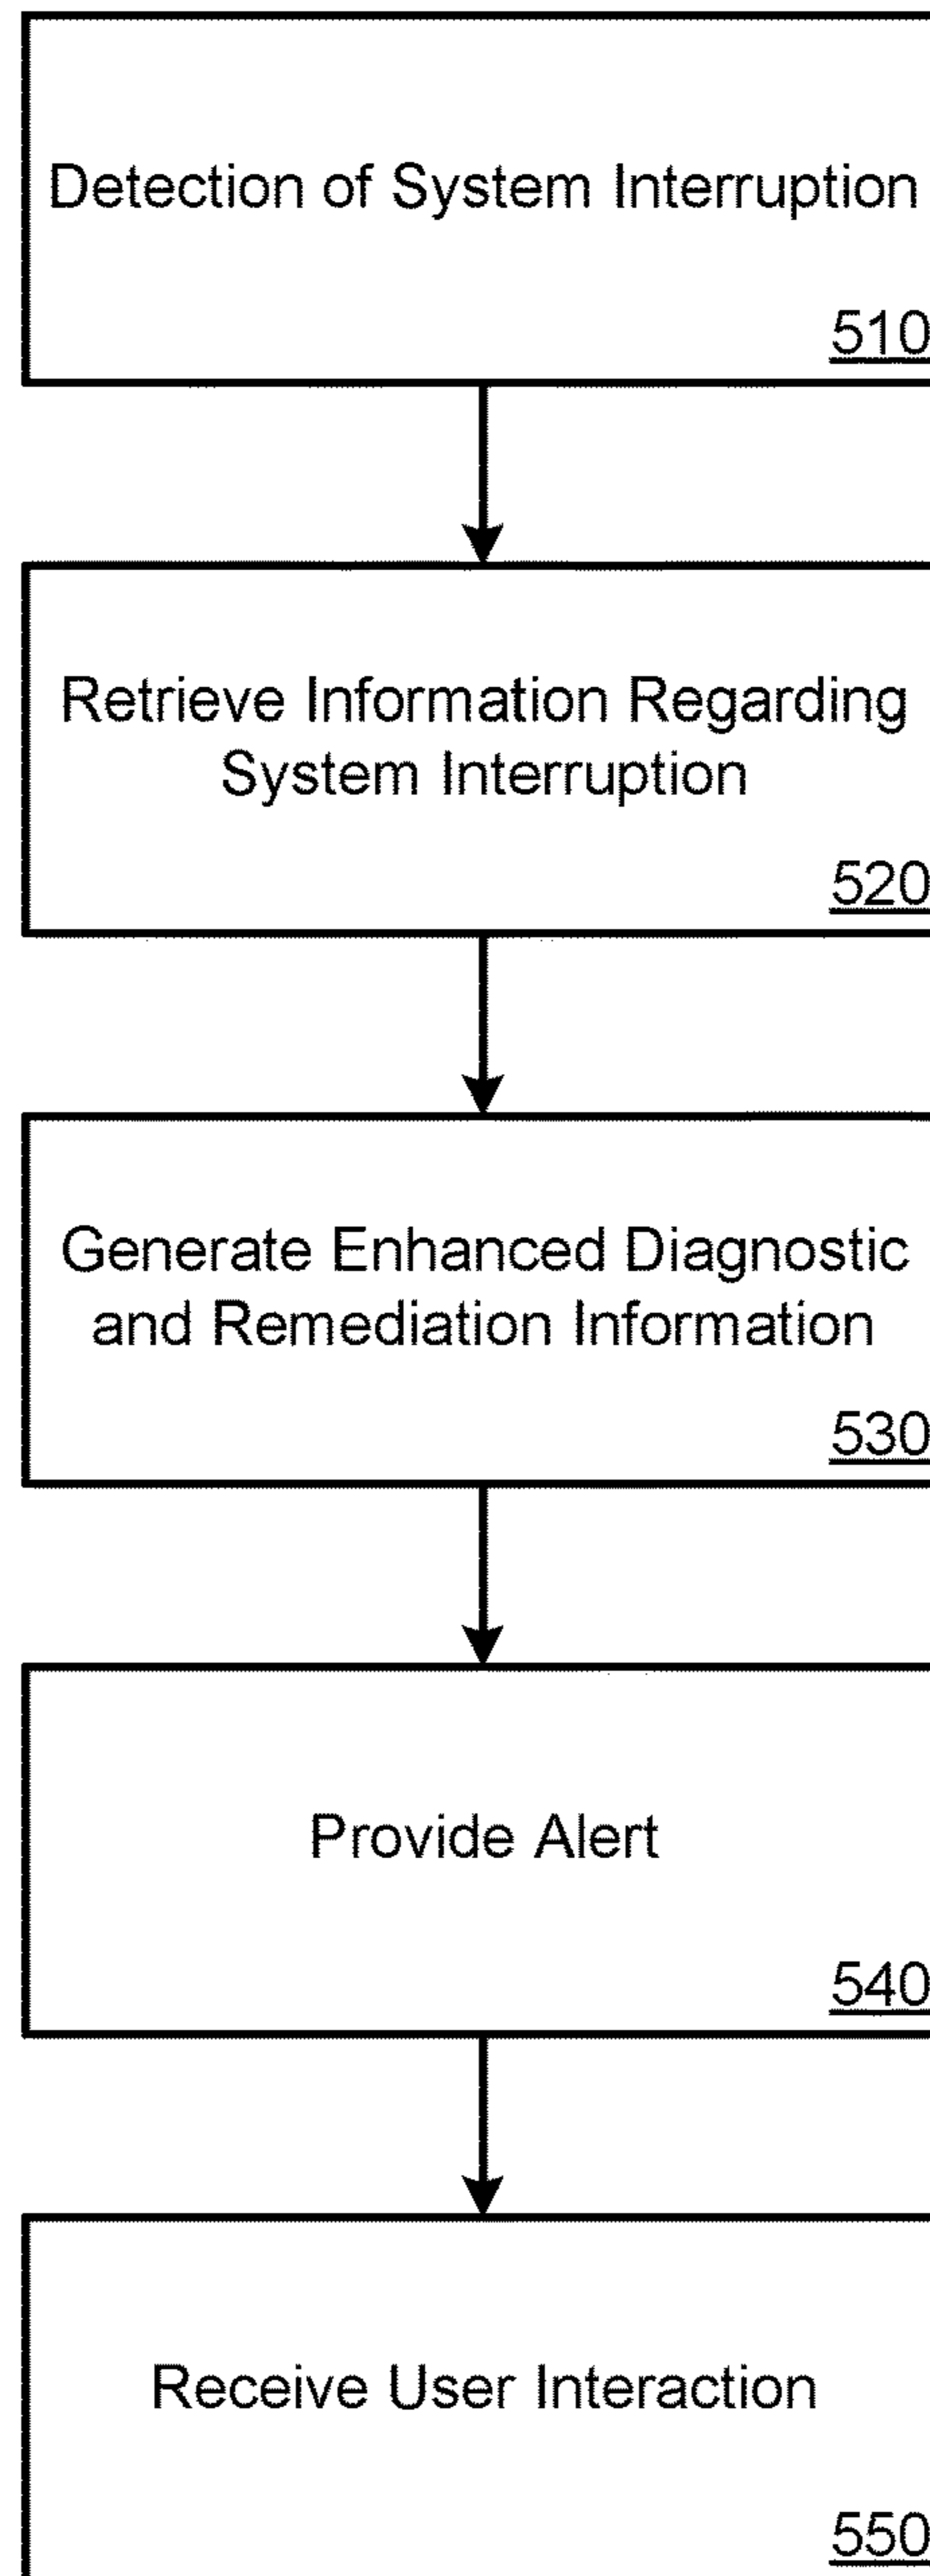 Detection of System Interruption
510
Retrieve Information Regarding
System Interruption
520
Generate Enhanced Diagnostic
and Remediation Information
530
Provide Alert
540
Receive User Interaction
550